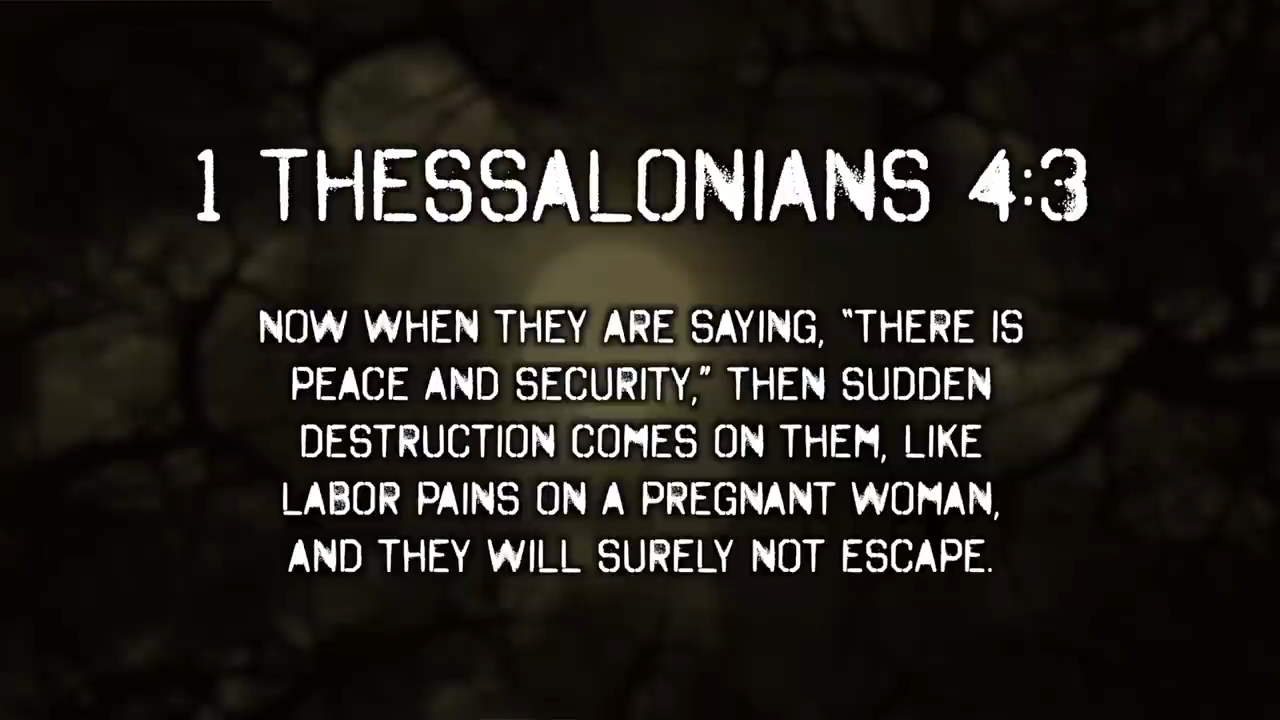 1 THESSALONIANS 4:3
NOW WHEN THEY ARE SAYING, "THERE IS
PEACE AND SECURITY," THEN SUDDEN
DESTRUCTION COMES ON THEM, LIKE
LABOR PAINS ON A PREGNANT WOMAN,
AND THEY WILL SURELY NOT ESCAPE.